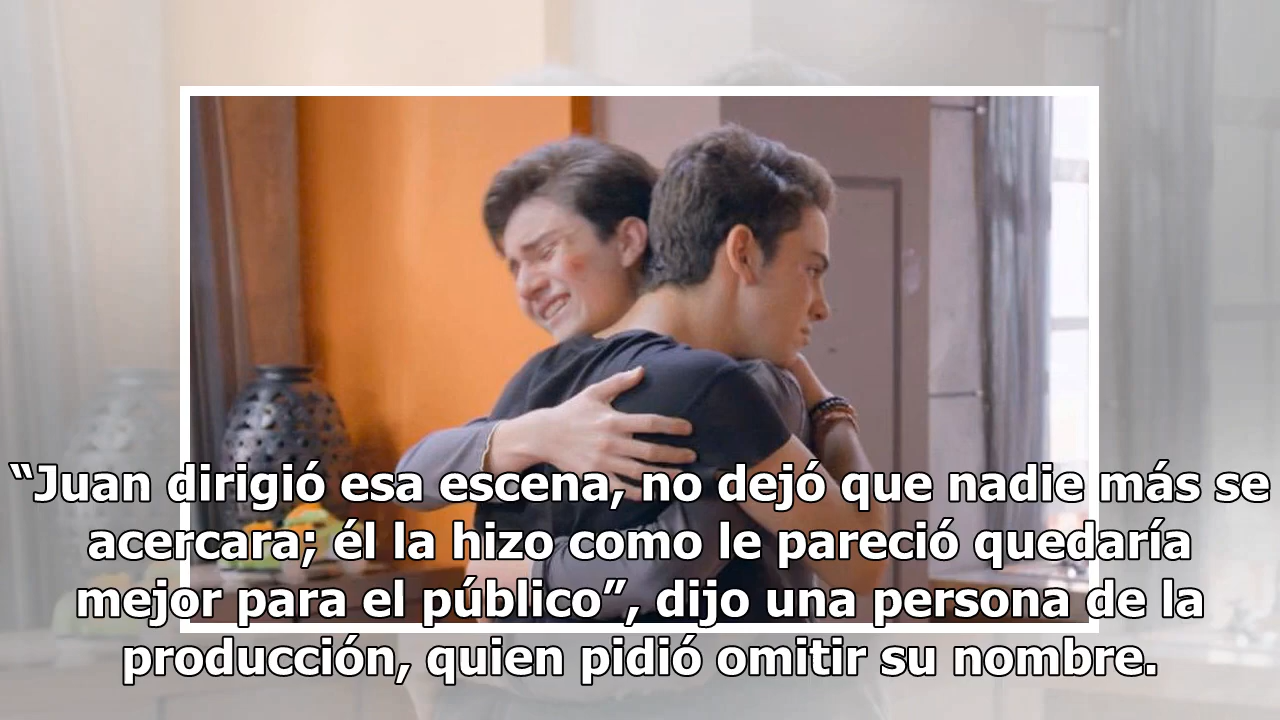 “Juan dirigió esa escena, no dejó que nadie más se
acercara; él la hizo como le pareció quedaría
mejor para el público”, dijo una persona de la
producción, quien pidió omitir su nombre.